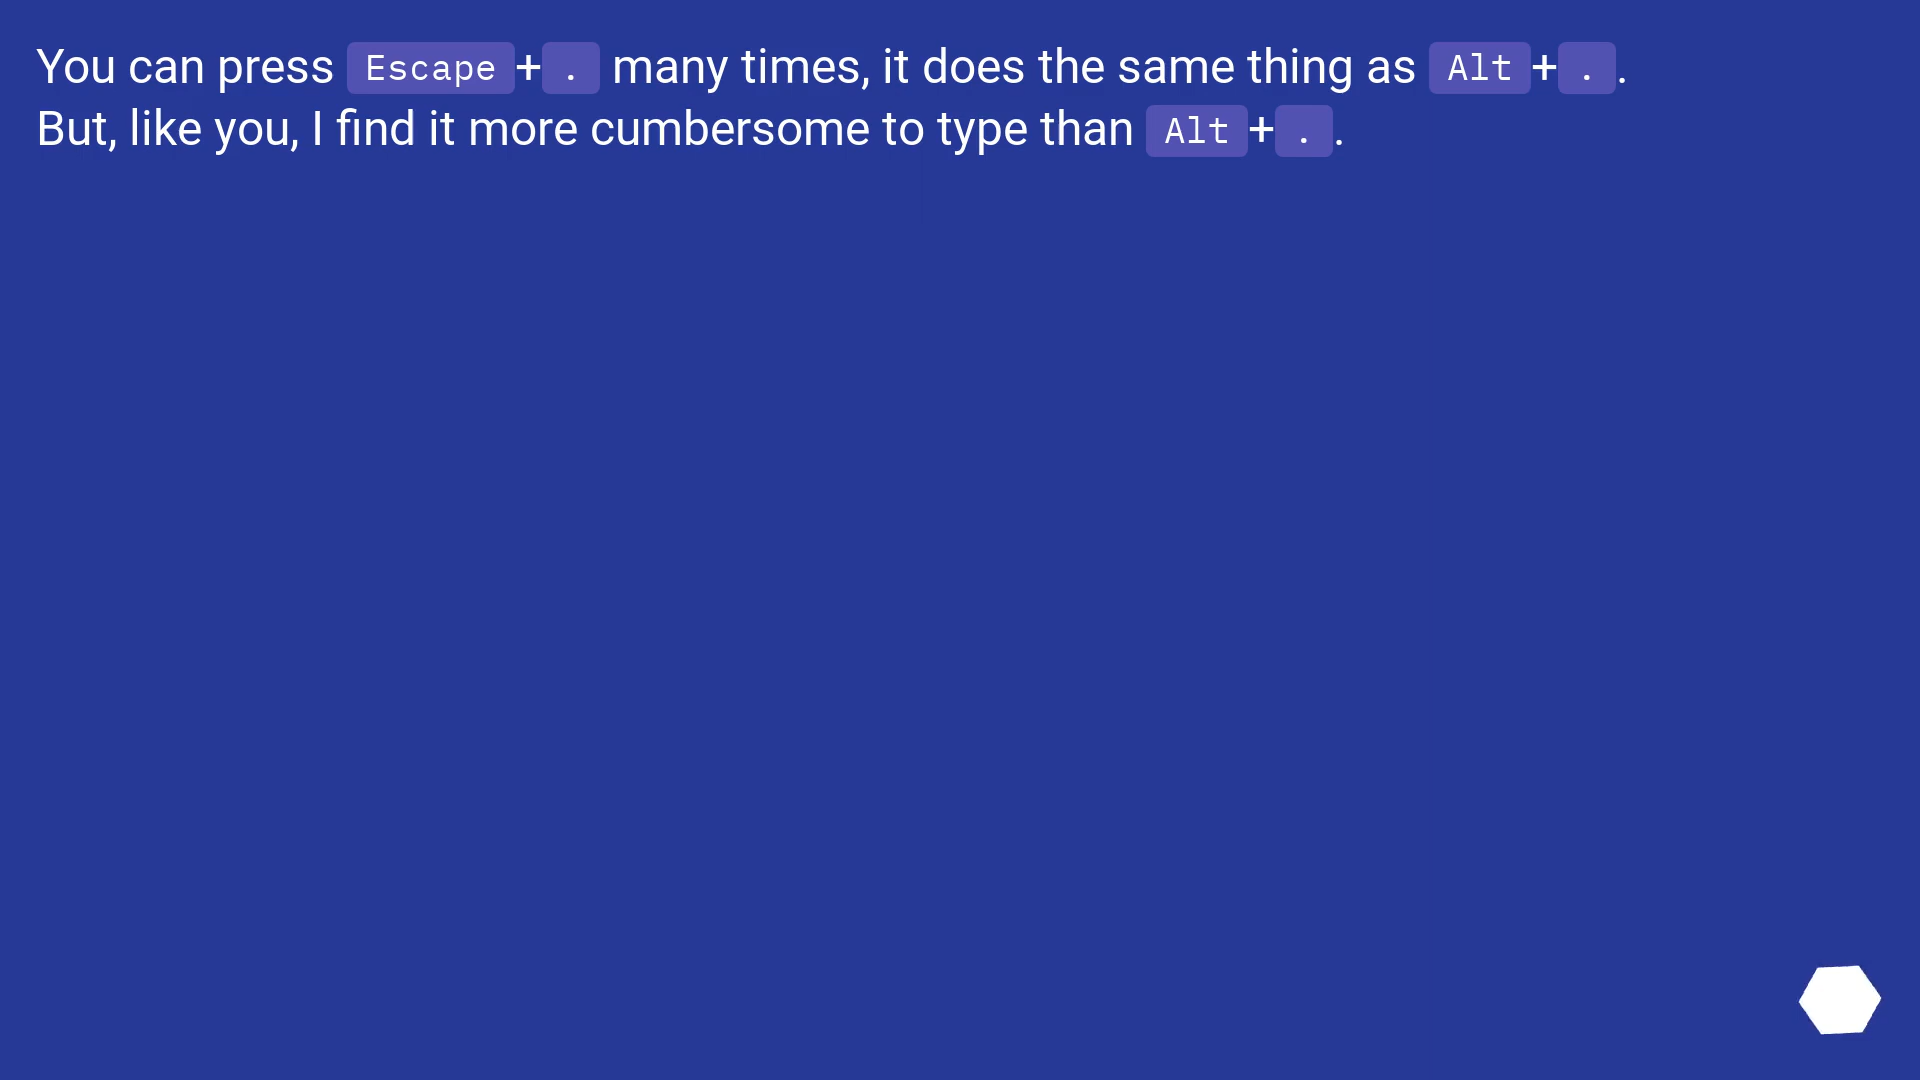 You can press Escape+. many times, it does the same thing as Alt+..
But, like you, I find it more cumbersome to type than Alt+..